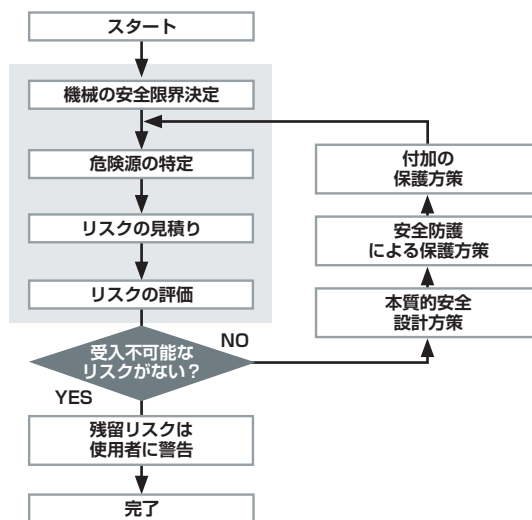 スタート
機械の安全限界決定
危険源の特定
リスクの見積り
リスクの評価
受入不可能な
リスクがない？
NO
YES
付加の
保護方策
安全防護
による保護方策
本質的安全
設計方策
残留リスクは
使用者に警告
完了